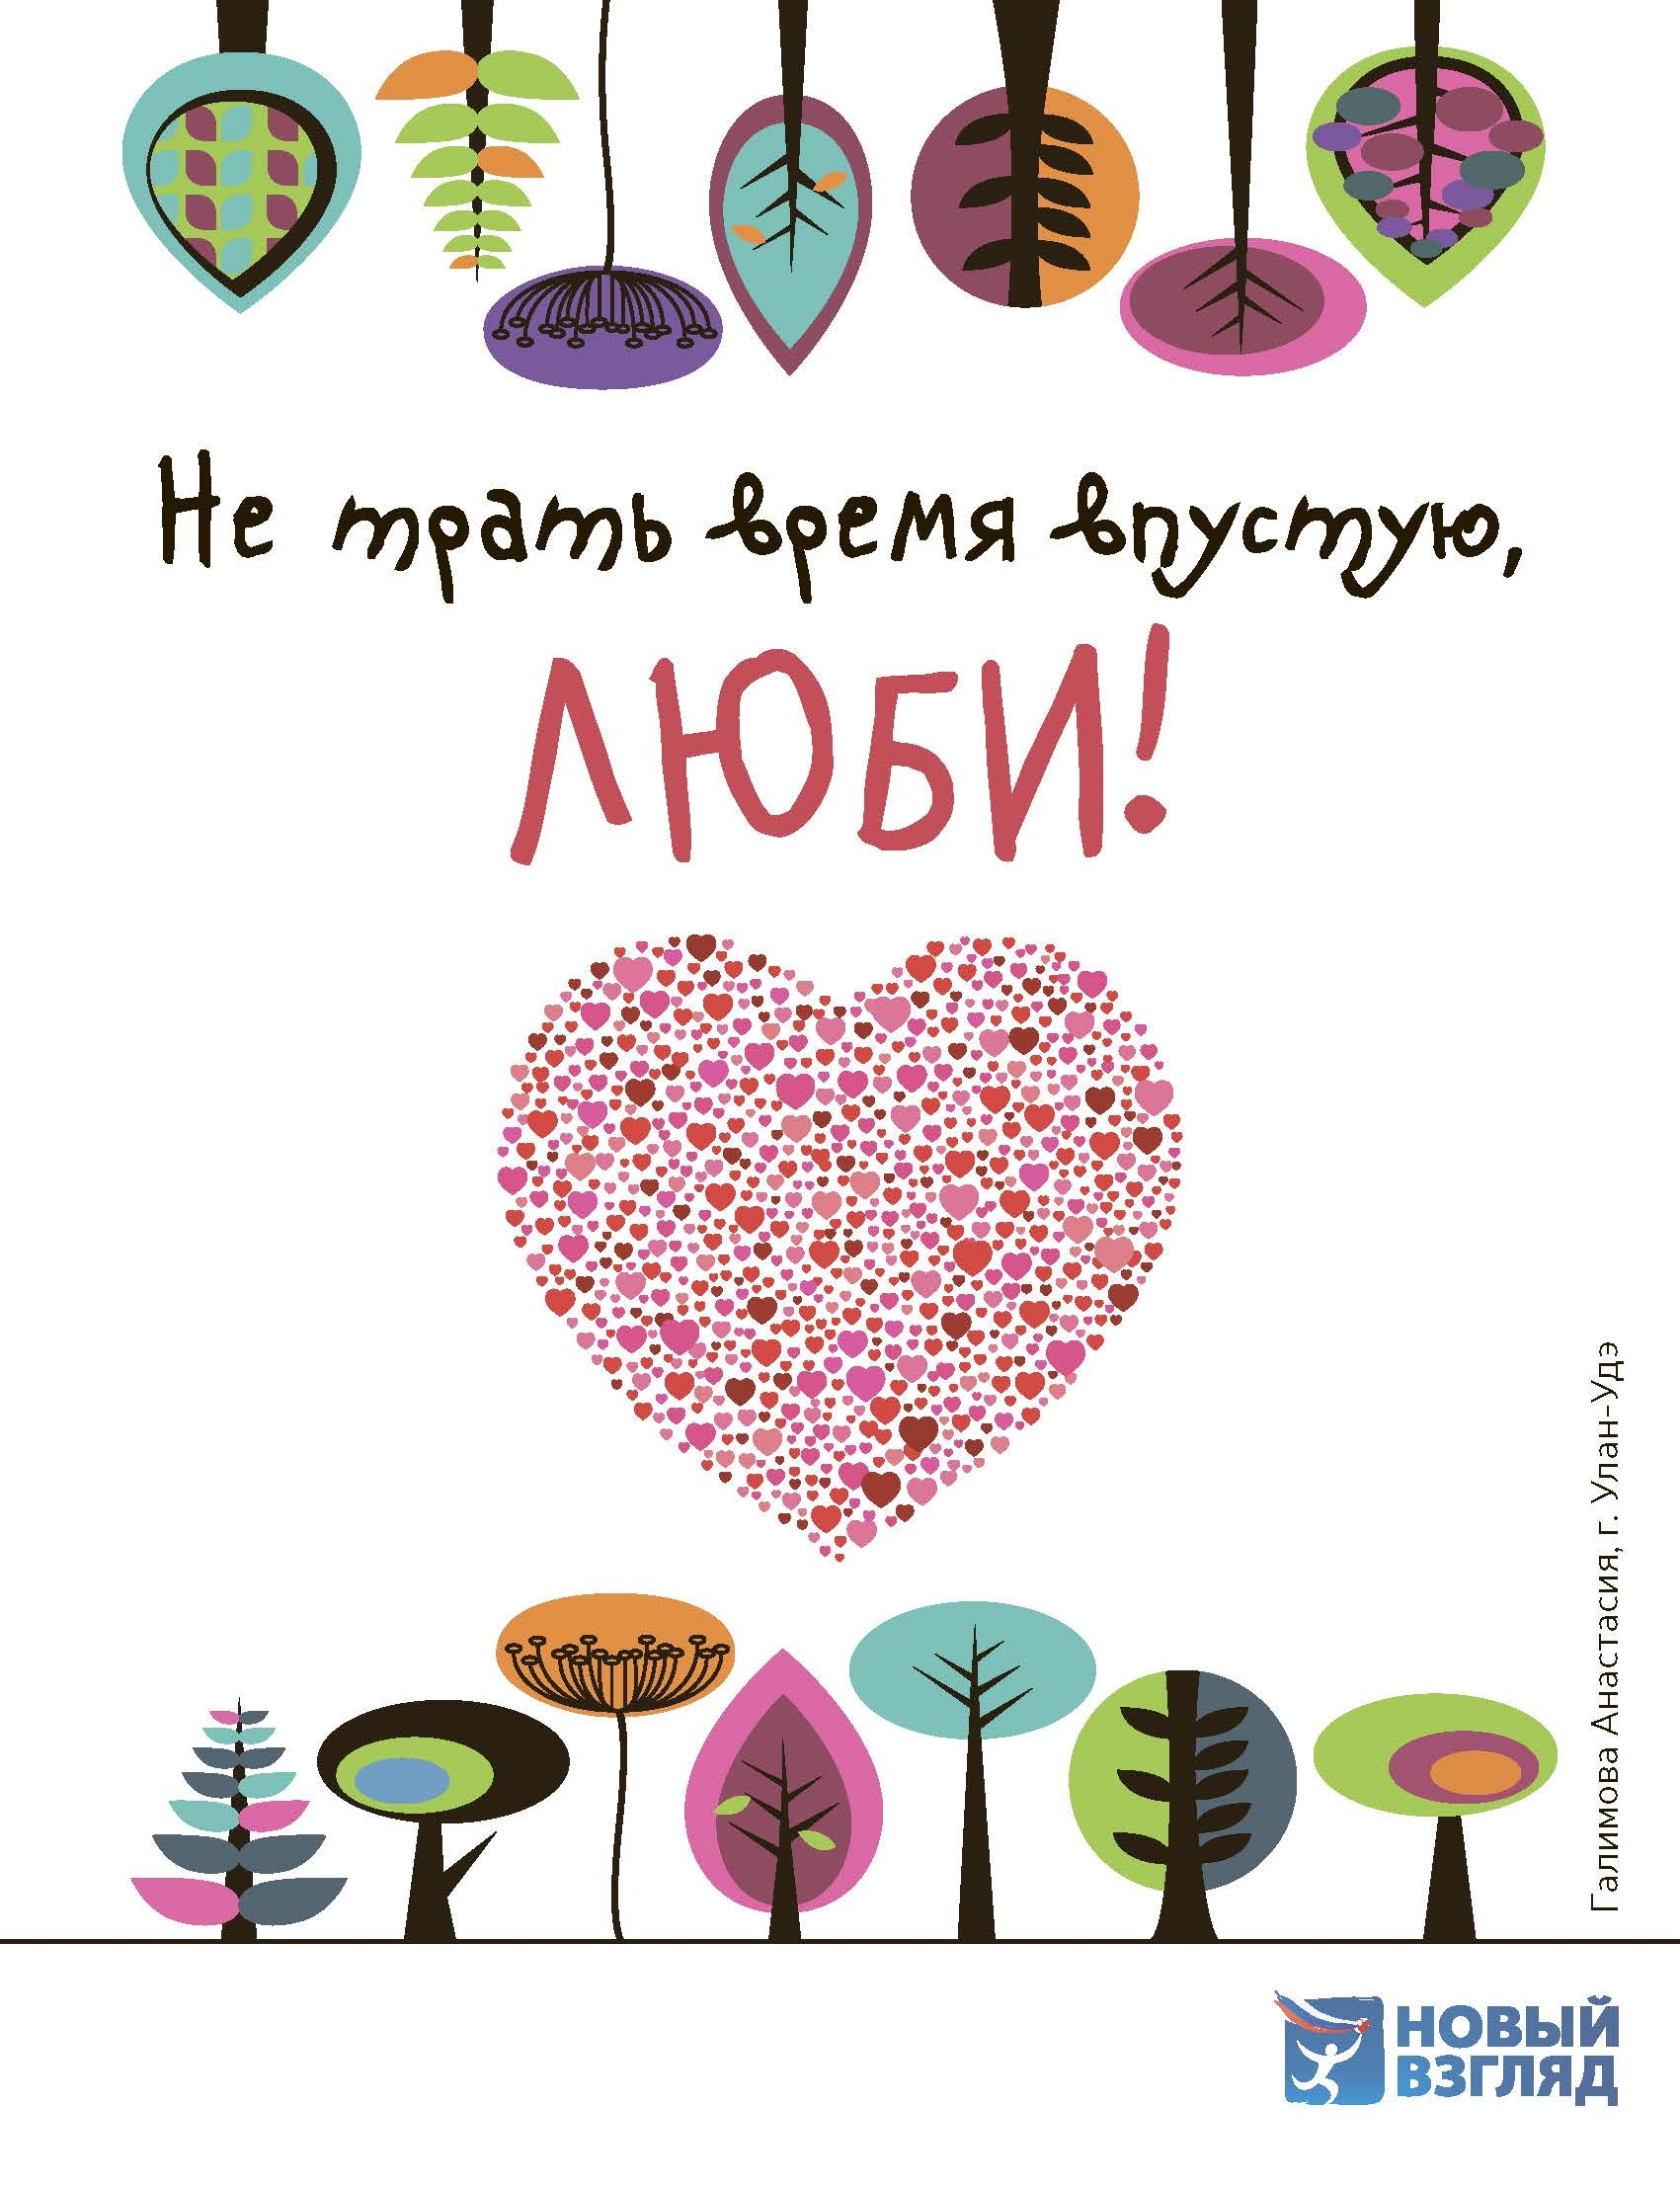 Не трать время впустую,
ЛЮБИ!
Галимова Анастасия, г. Улан-Удэ
НОВЫЙ
ВЗГЛЯД